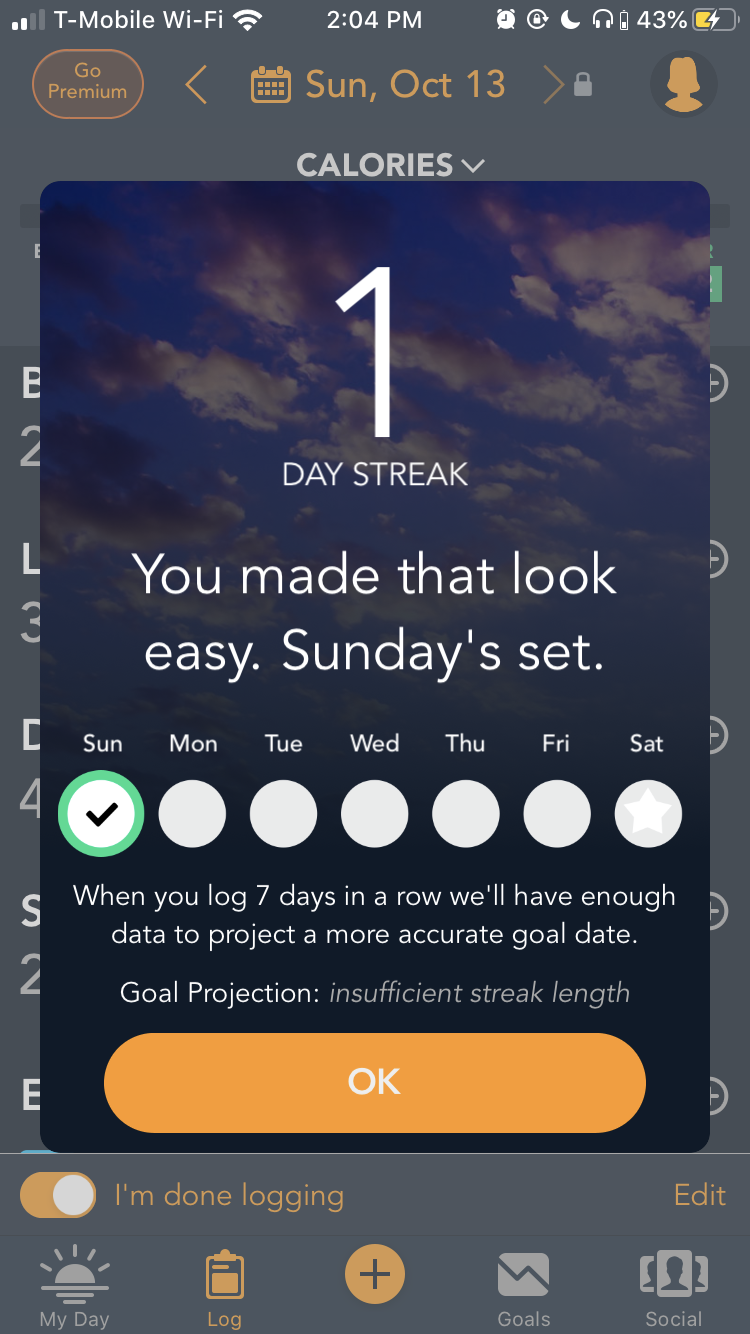 T-Mobile Wi-Fi 2:04 PM 43%
Go
Premium
Sun, Oct 13
CALORIES
1
DAY STREAK
You made that look
easy. Sunday's set.
Sun Mon Tue Wed Thu Fri Sat
When you log 7 days in a row we'll have enough
data to project a more accurate goal date.
Goal Projection: insufficient streak length
OK
I'm done logging Edit
My Day Log Goals Social